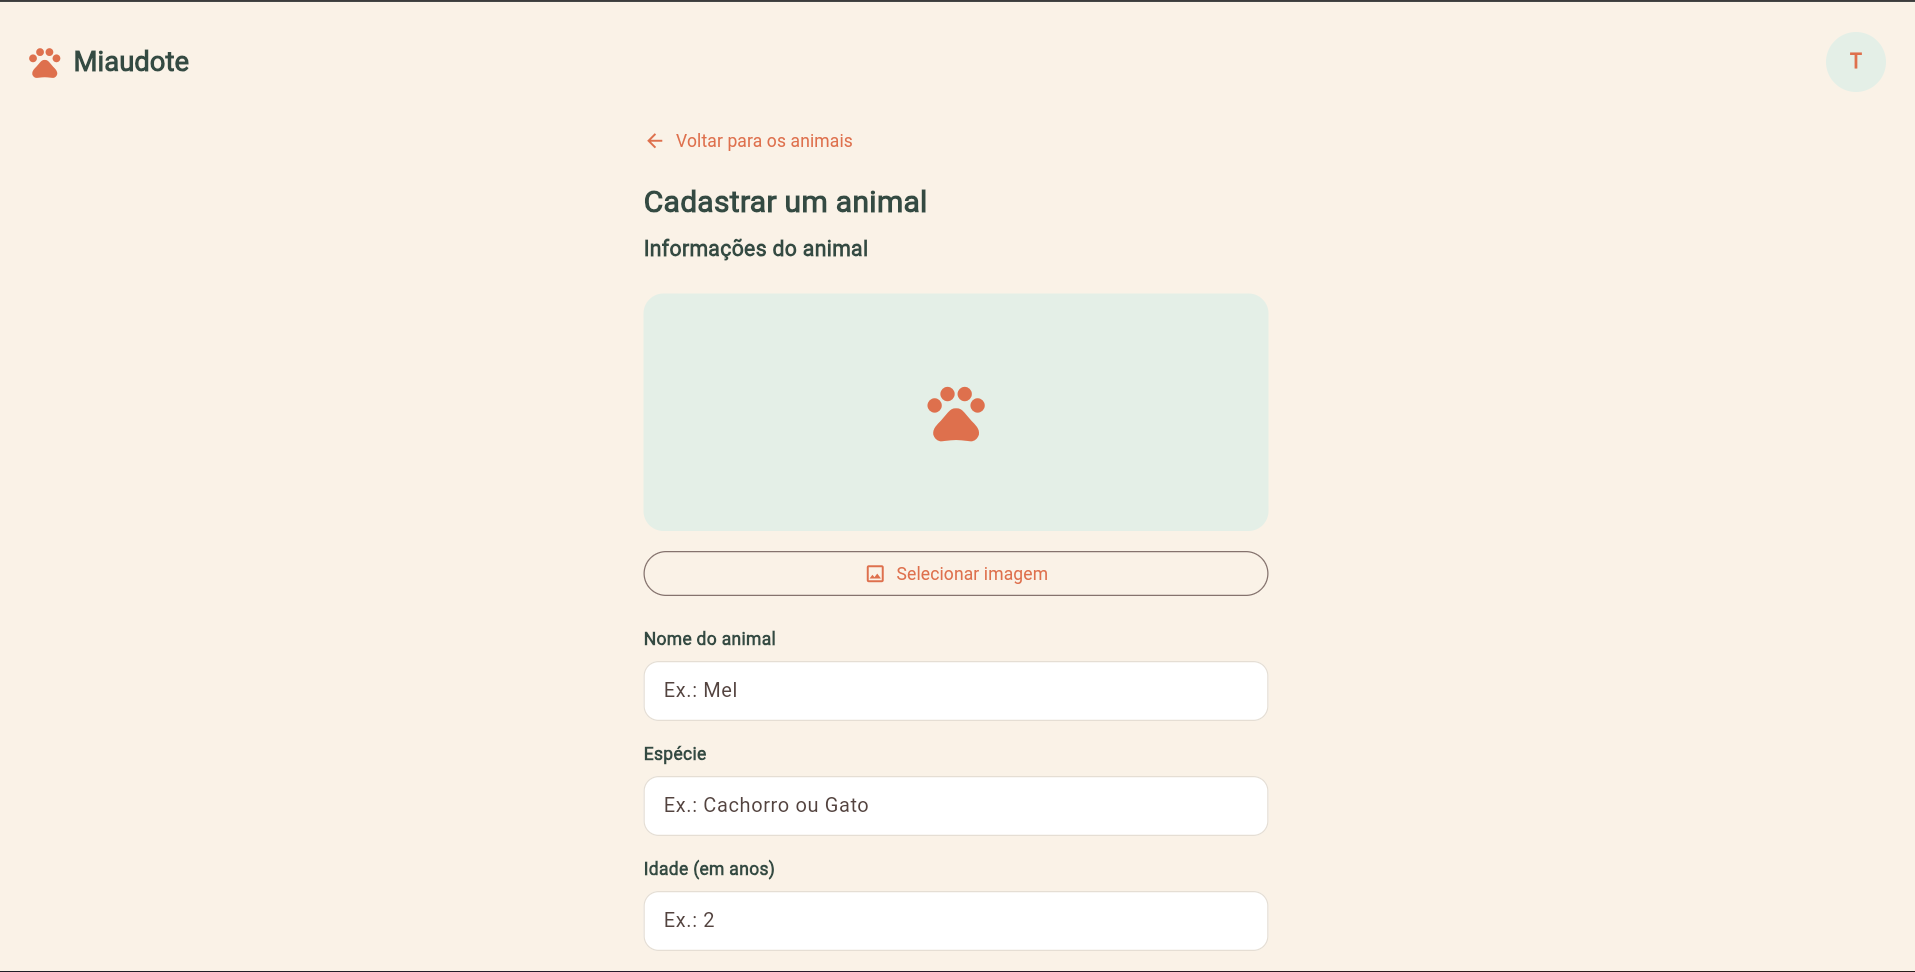 Miaudote
T
Voltar para os animais
Cadastrar um animal
Informações do animal
Selecionar imagem
Nome do animal
Ex.: Mel
Espécie
Ex.: Cachorro ou Gato
Idade (em anos)
Ex.: 2